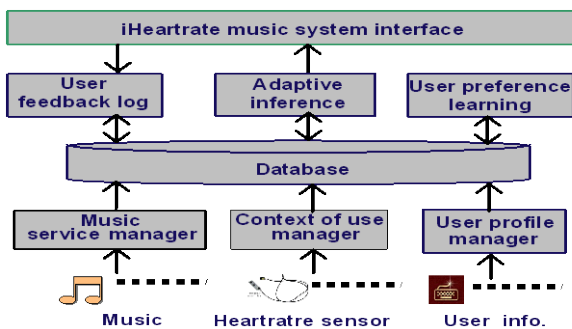 iHeartrate music system interface
User
feedback log
Adaptive
inference
User preference
learning
Database
Music
service manager
Context of use
manager
User profile
manager
Music
Heartratre sensor
User info.